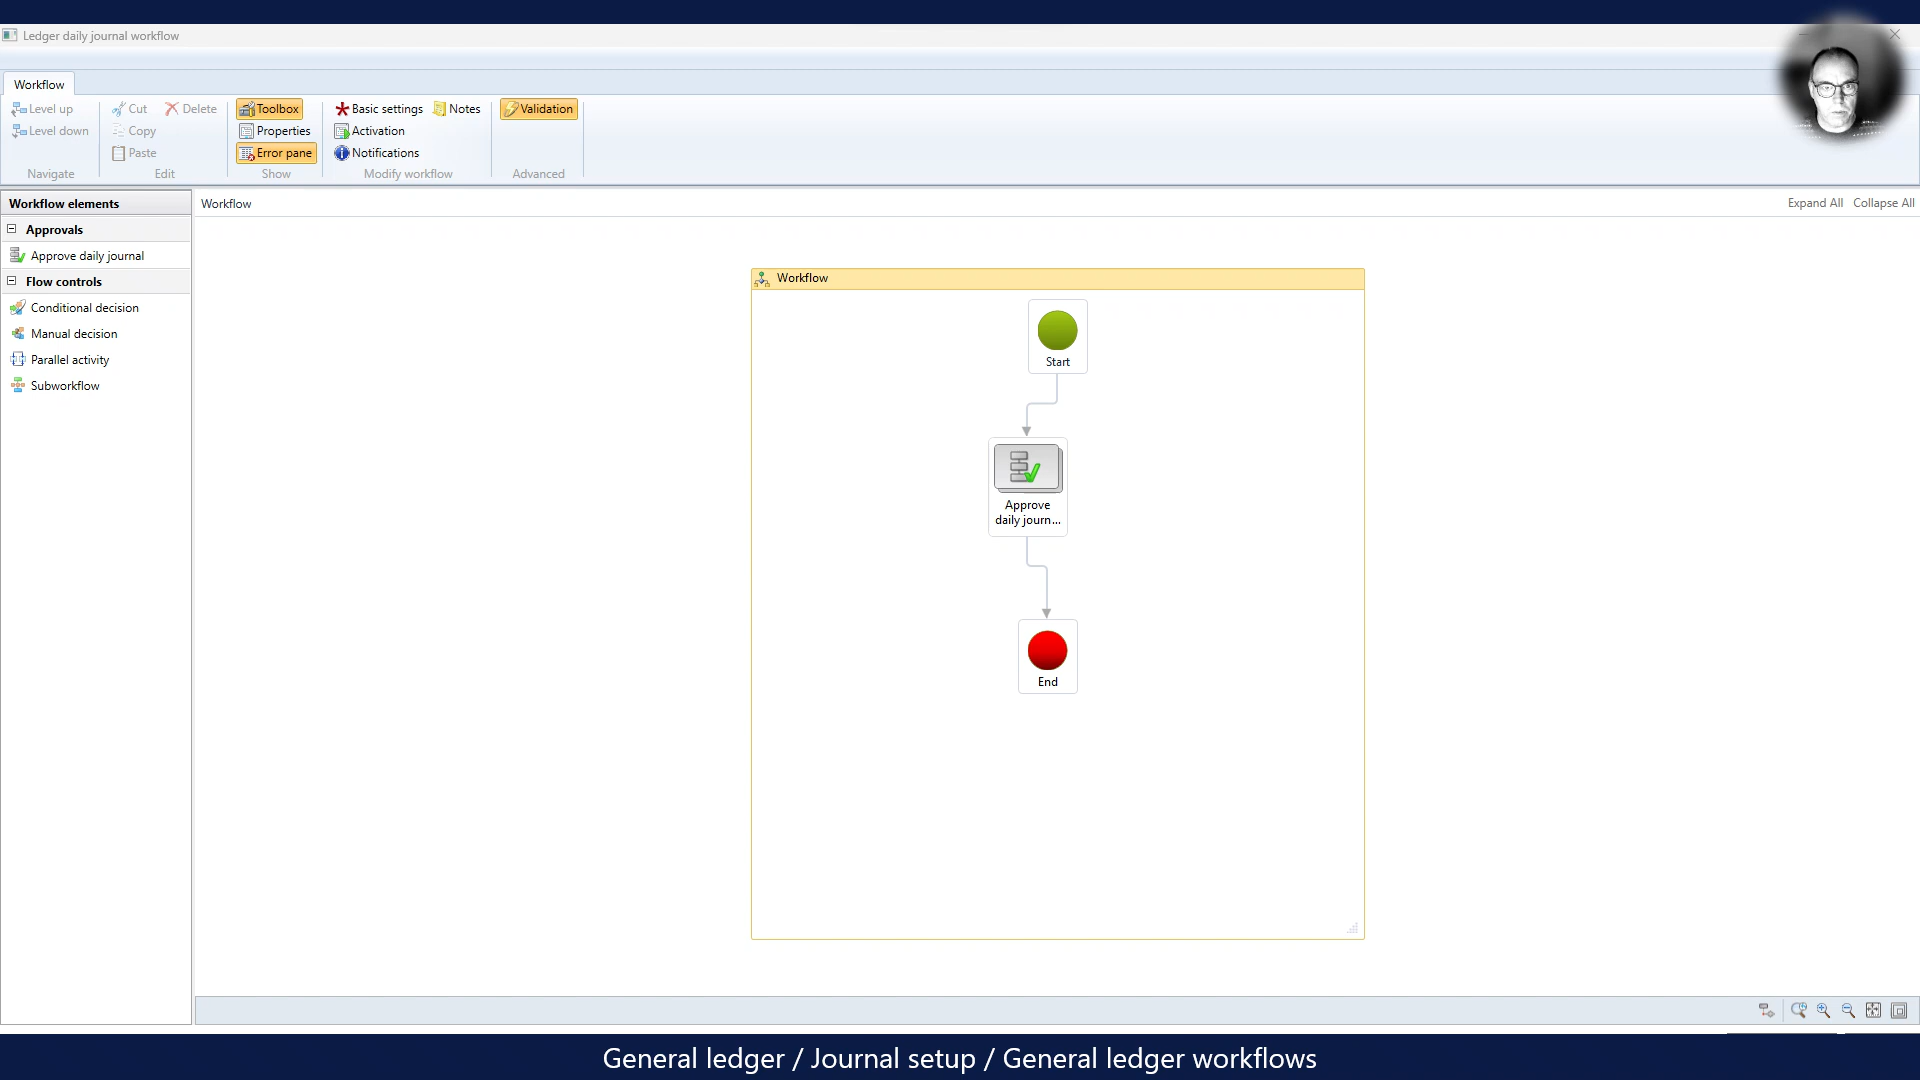 Ledger daily journal workflow
Workflow
Level up
Level down
Navigate
Cut
Delete
Copy
Paste
Edit
Toolbox
Properties
Error pane
Show
Basic settings
Notes
Activation
Notifications
Modify workflow
Validation
Advanced
Workflow elements
Approvals
Approve daily journal
Flow controls
Conditional decision
Manual decision
Parallel activity
Subworkflow
Workflow
Expand All
Collapse All
Workflow
Start
Approve
daily journ...
End
General ledger / Journal setup / General ledger workflows